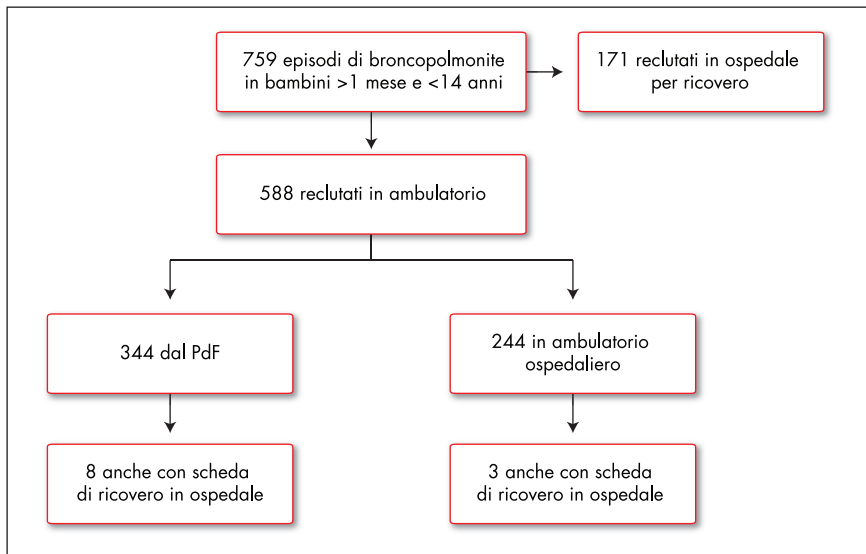 759 episodi di broncopolmonite
in bambini >1 mese e <14 anni
171 reclutati in ospedale
per ricovero
588 reclutati in ambulatorio
344 dal PdF
244 in ambulatorio
ospedaliero
8 anche con scheda
di ricovero in ospedale
3 anche con scheda
di ricovero in ospedale